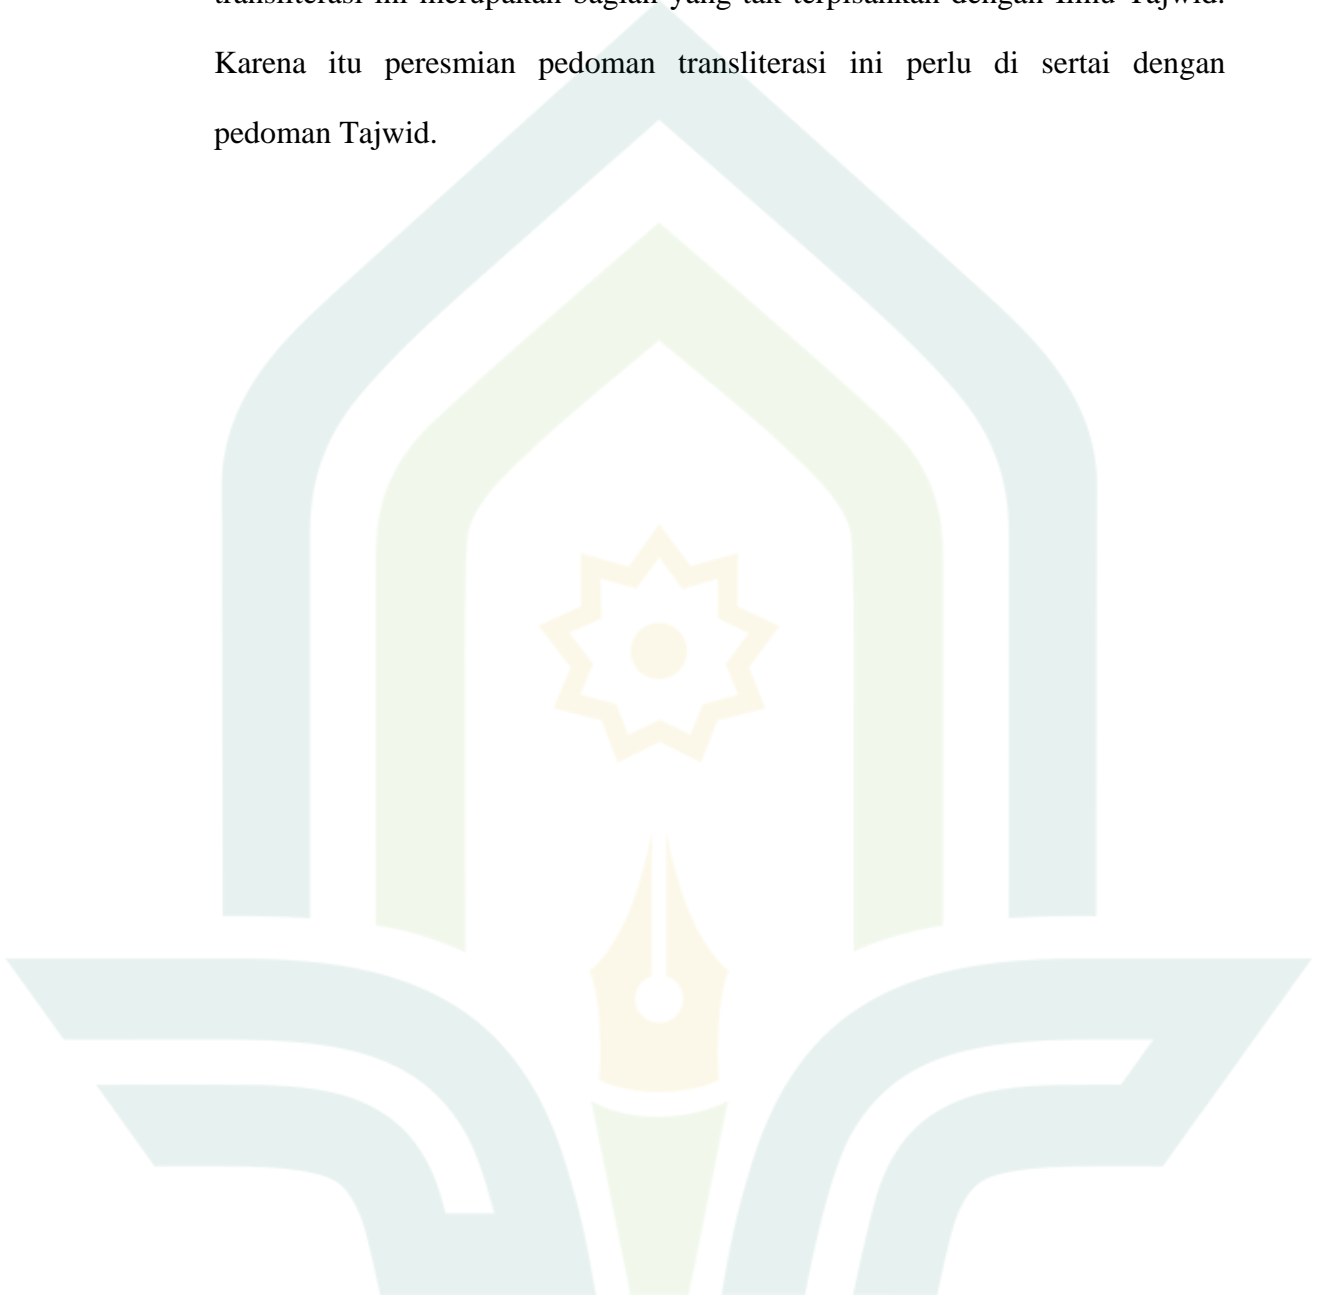 transliterasi ini merupakan bagian yang tak terpisahkan dengan Ilmu Tajwid.
Karena itu peresmian pedoman transliterasi ini perlu di sertai dengan
pedoman Tajwid.